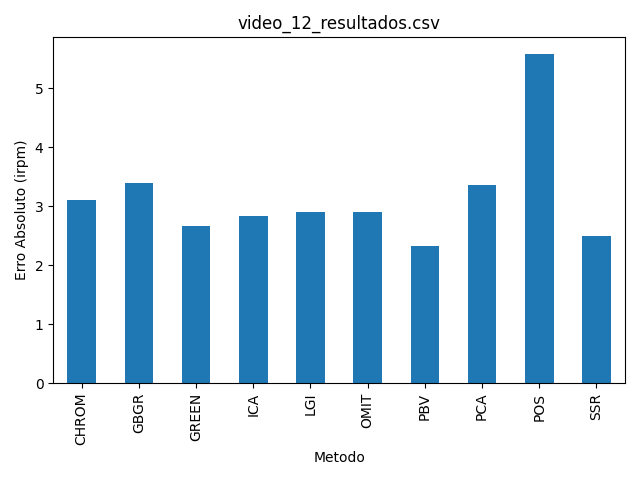 video_12_resultados.csv
Erro Absoluto (irpm)
5
4
3
2
1
0
CHROM
GBGR
GREEN
ICA
LGI
OMIT
PBV
PCA
POS
SSR
Metodo